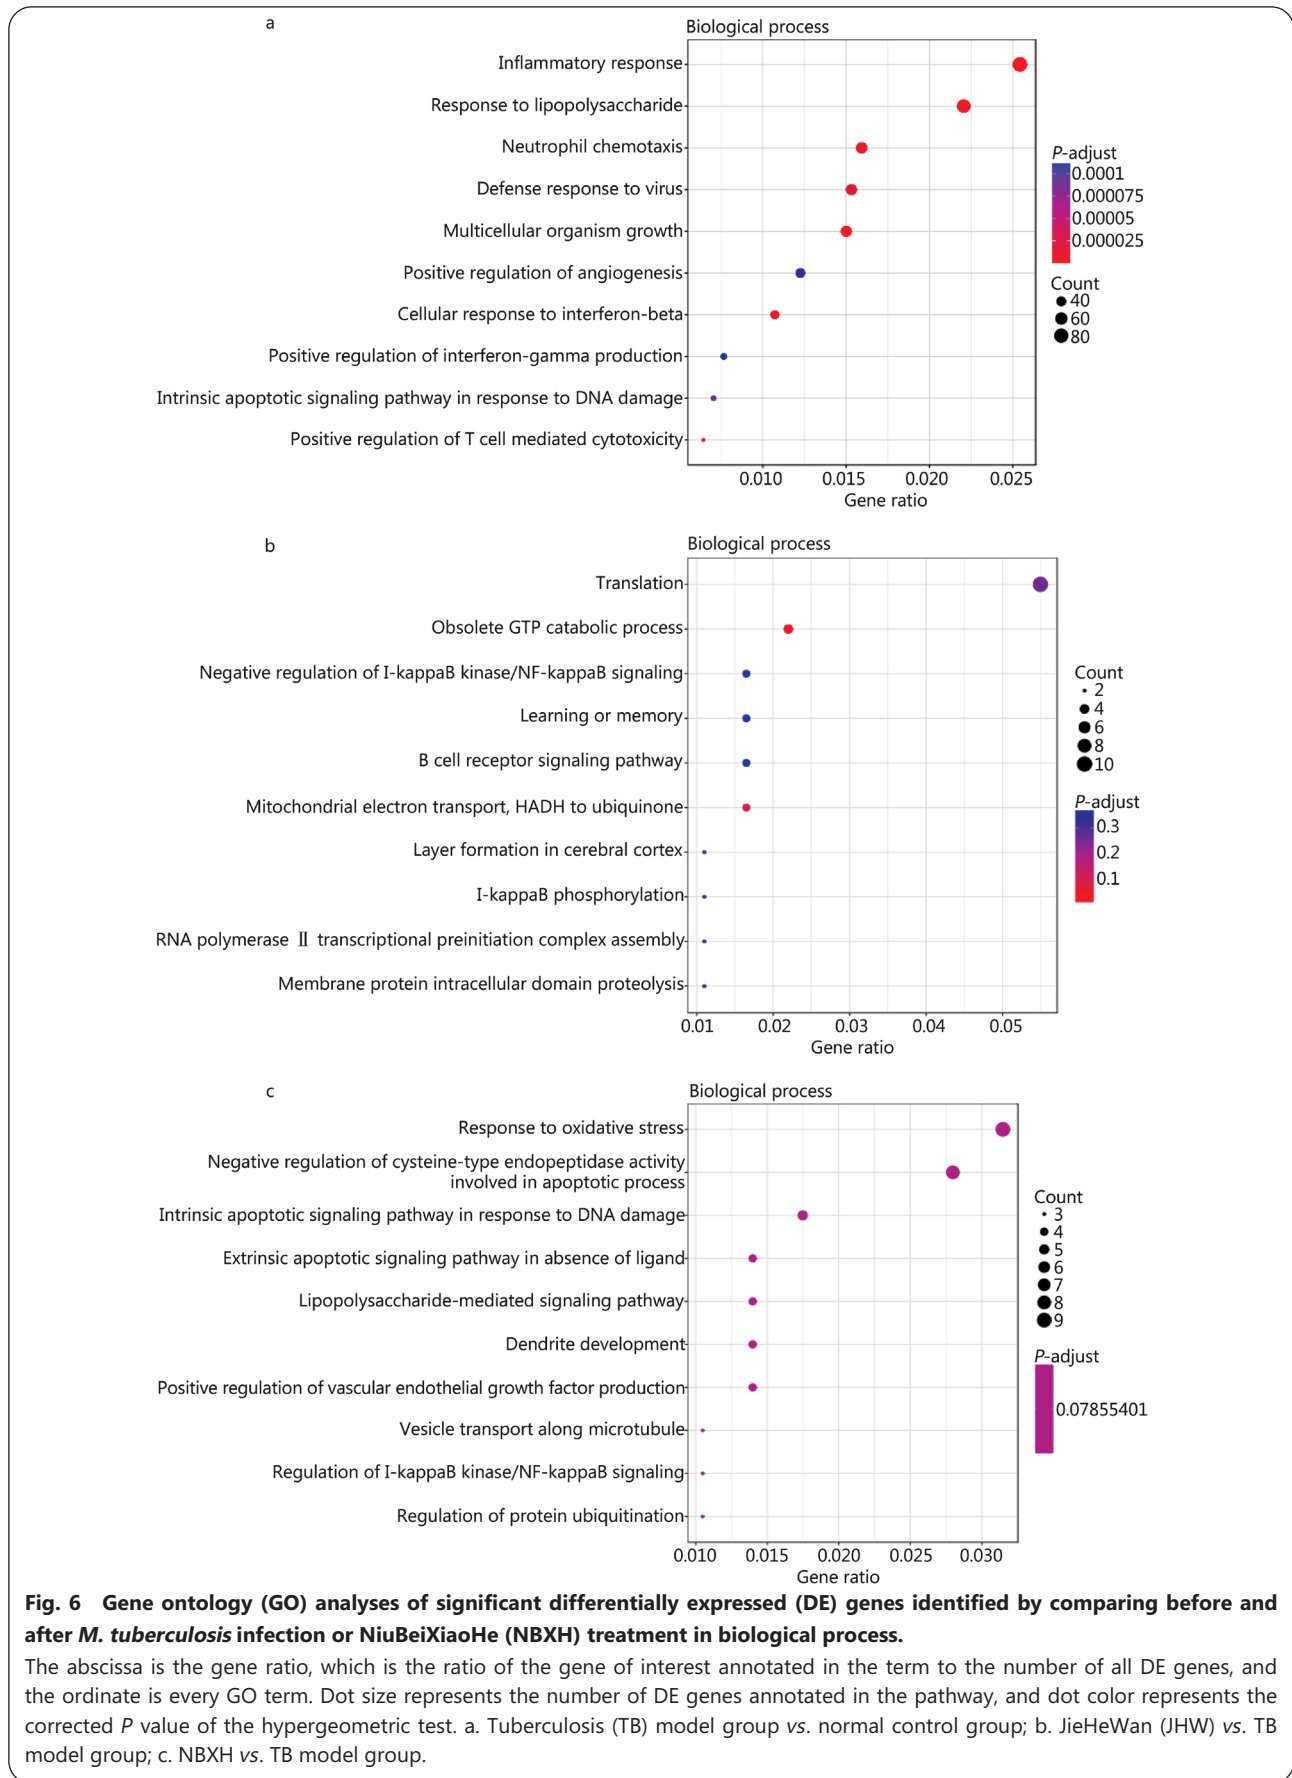 a
Biological process
Inflammatory response
Response to lipopolysaccharide
Neutrophil chemotaxis
Defense response to virus
Multicellular organism growth
Positive regulation of angiogenesis
Cellular response to interferon-beta
Positive regulation of interferon-gamma production
Intrinsic apoptotic signaling pathway in response to DNA damage
Positive regulation of T cell mediated cytotoxicity
0.010 0.015 0.020 0.025
Gene ratio
P-adjust
0.0001
0.000075
0.00005
0.000025
Count
40
60
80
b
Biological process
Translation
Obsolete GTP catabolic process
Negative regulation of I-kappaB kinase/NF-kappaB signaling
Learning or memory
B cell receptor signaling pathway
Mitochondrial electron transport, HADH to ubiquinone
Layer formation in cerebral cortex
I-kappaB phosphorylation
RNA polymerase Ⅱ transcriptional preinitiation complex assembly
Membrane protein intracellular domain proteolysis
0.01 0.02 0.03 0.04 0.05
Gene ratio
Count
2
4
6
8
10
P-adjust
0.3
0.2
0.1
c
Biological process
Response to oxidative stress
Negative regulation of cysteine-type endopeptidase activity
involved in apoptotic process
Intrinsic apoptotic signaling pathway in response to DNA damage
Extrinsic apoptotic signaling pathway in absence of ligand
Lipopolysaccharide-mediated signaling pathway
Dendrite development
Positive regulation of vascular endothelial growth factor production
Vesicle transport along microtubule
Regulation of I-kappaB kinase/NF-kappaB signaling
Regulation of protein ubiquitination
0.010 0.015 0.020 0.025 0.030
Gene ratio
Count
3
4
5
6
7
8
9
P-adjust
0.07855401
Fig. 6 Gene ontology (GO) analyses of significant differentially expressed (DE) genes identified by comparing before and
after M. tuberculosis infection or NiuBeiXiaoHe (NBXH) treatment in biological process.
The abscissa is the gene ratio, which is the ratio of the gene of interest annotated in the term to the number of all DE genes, and
the ordinate is every GO term. Dot size represents the number of DE genes annotated in the pathway, and dot color represents the
corrected P value of the hypergeometric test. a. Tuberculosis (TB) model group vs. normal control group; b. JieHeWan (JHW) vs. TB
model group; c. NBXH vs. TB model group.